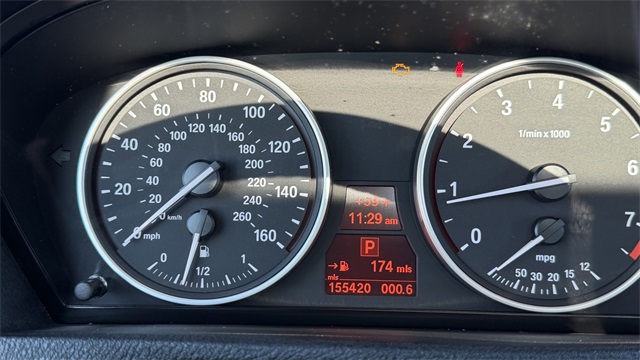 0 20 40 60 80 100 120 140 160
mph
20 40 60 80 100 120 140 160 180 200 220 240 260
km/h
0 1/2 1
11:29 am
P
174 mls
mls
155420 000.6
0 1 2 3 4 5 6 7
1/min x 1000
mpg
50 30 20 15 12